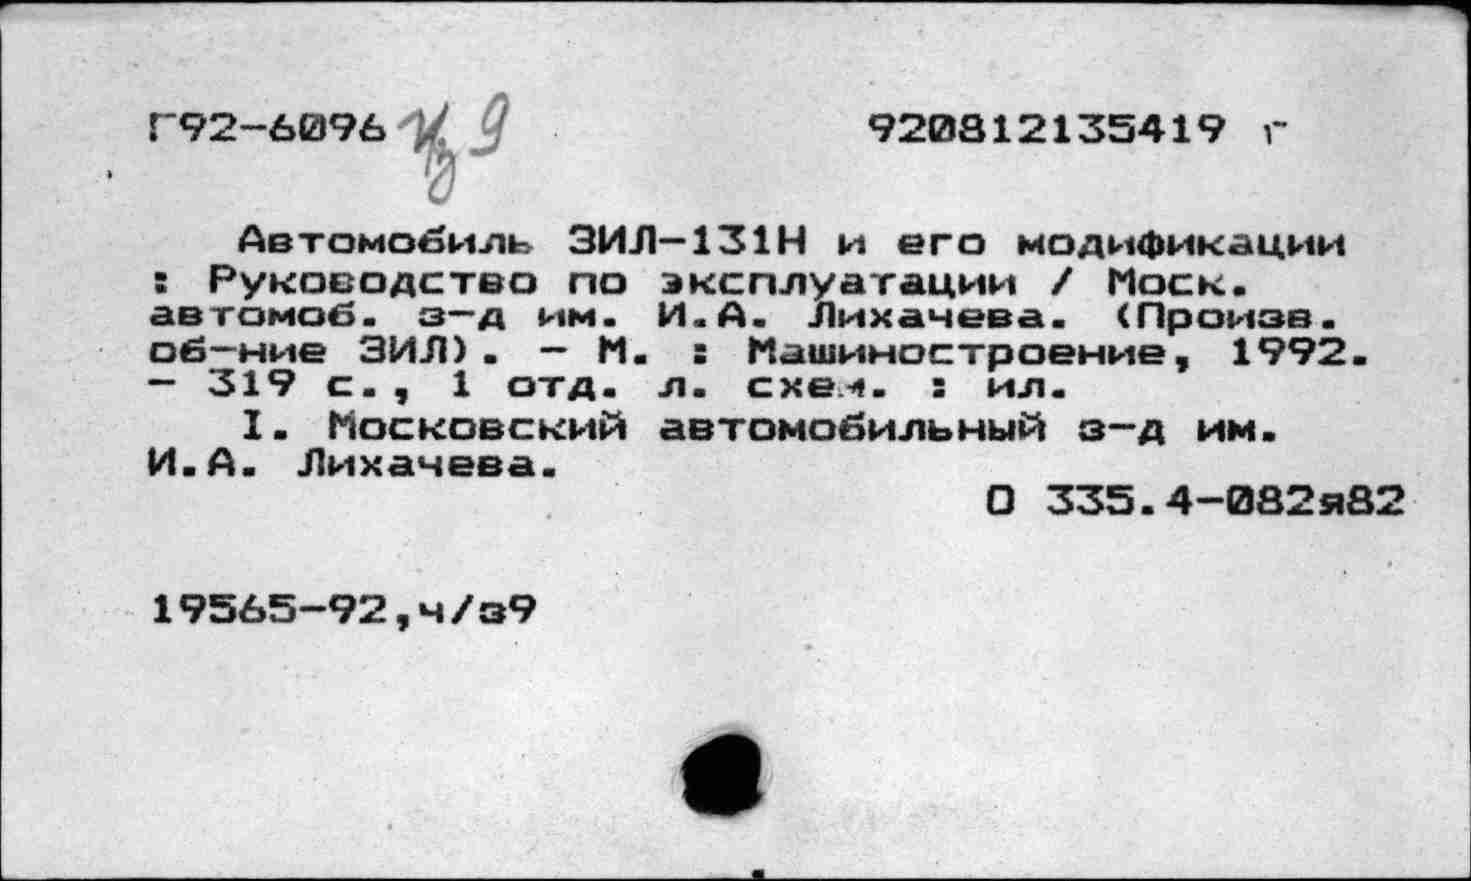 Г92-6096 9
920812135419 г
Автомобиль ЗИЛ-131Н и его модификации
: Руководство по эксплуатации / Моск.
автомоб. з-д им. И.А. Лихачева. (Произв.
об-ние ЗИЛ). - М. : Машиностроение, 1992.
- 319 с., 1 отд. л. схем. : ил.
I. Московский автомобильный з-д им.
И.А. Лихачева.
О 335.4-082я82
19565-92,ч/з9